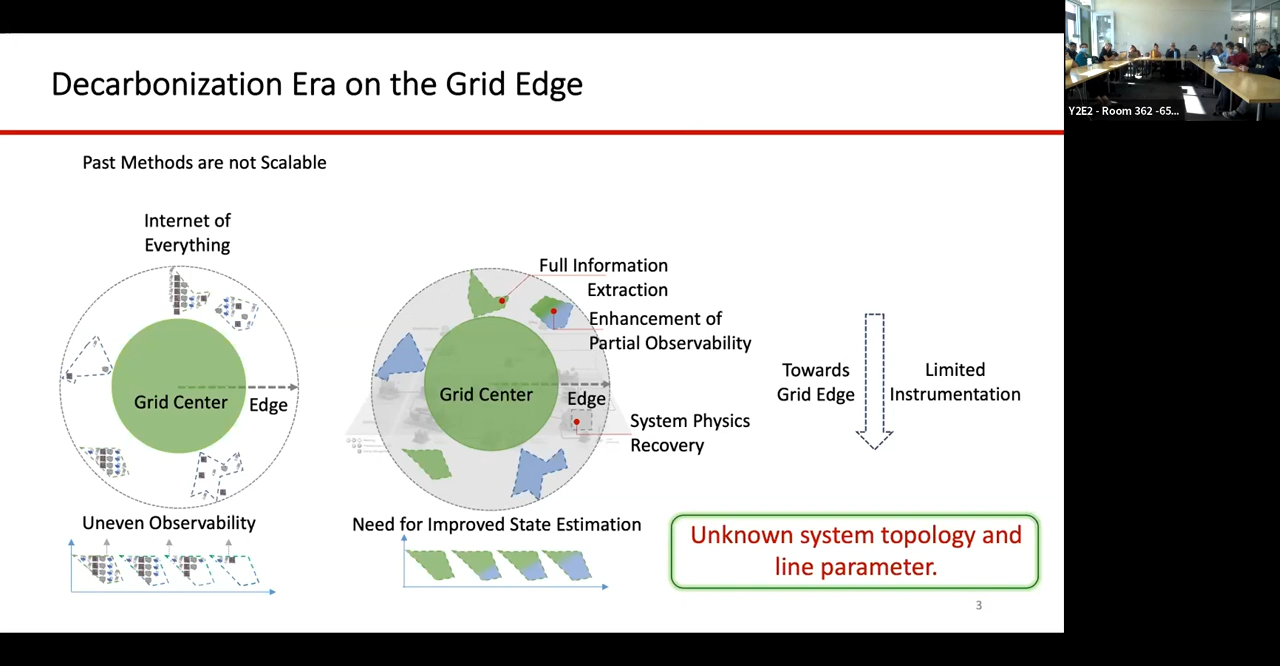 Decarbonization Era on the Grid Edge
Y2E2 - Room 362 -65...
Past Methods are not Scalable
Internet of
Everything
Grid Center
Edge
Uneven Observability
Full Information
Extraction
Enhancement of
Partial Observability
Grid Center
Edge
System Physics
Recovery
Need for Improved State Estimation
Towards
Grid Edge
Limited
Instrumentation
Unknown system topology and
line parameter.
3